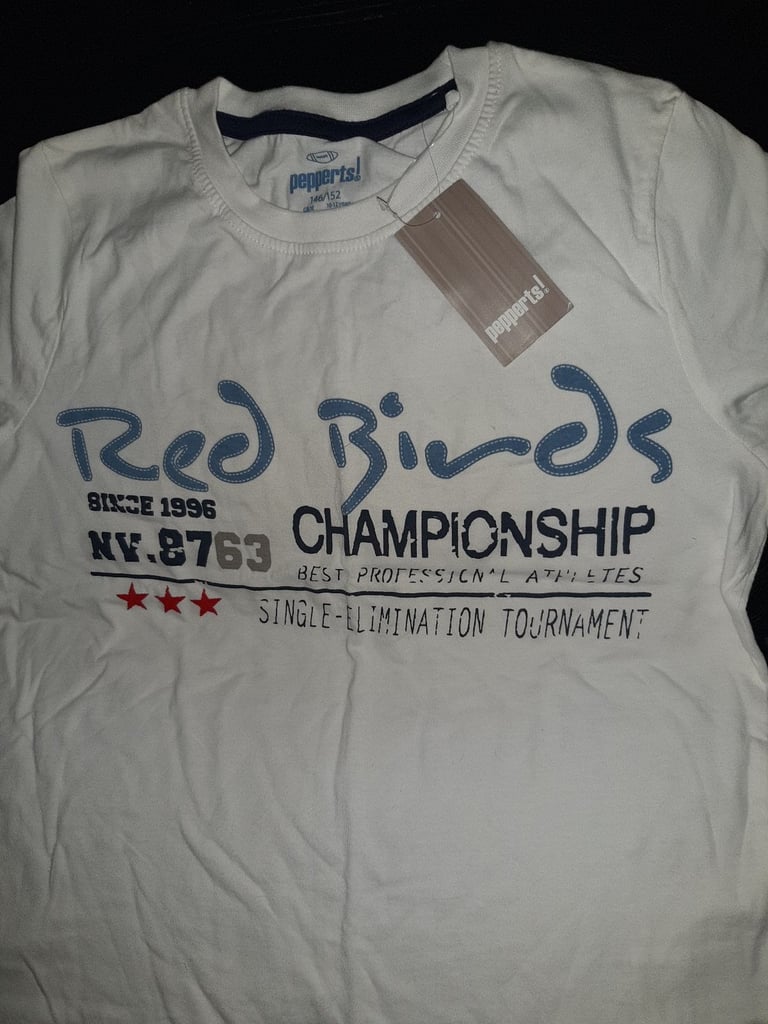 pepperts!
146/152
pepperts!
Red Birds
SINCE 1996
NV.8763
CHAMPIONSHIP
BEST PROFESSIONAL ATHLETES
SINGLE-ELIMINATION TOURNAMENT